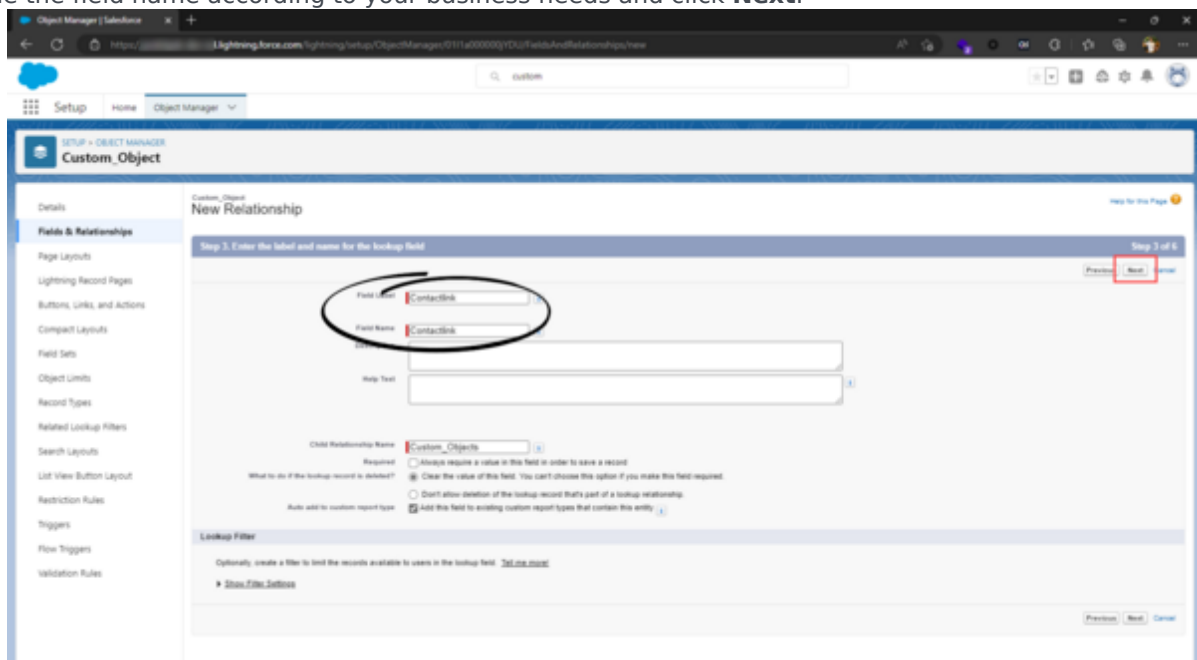 e the field name according to your business needs and click Next.
Object Manager | Salesforce
lightning.force.com/lightning/setup/ObjectManager/
/FieldsAndRelationships/new
custom
Setup Home Object Manager
SETUP > OBJECT MANAGER
Custom_Object
Details
Fields & Relationships
Page Layouts
Lightning Record Pages
Buttons, Links, and Actions
Compact Layouts
Field Sets
Object Limits
Record Types
Related Lookup Filters
Search Layouts
List View Button Layout
Restriction Rules
Triggers
Flow Triggers
Validation Rules
Custom_Object
New Relationship
Help for this Page
Step 3. Enter the label and name for the lookup field
Step 3 of 6
Previous Next Cancel
Field Label Contactlink
Field Name Contactlink
Help Text
Child Relationship Name Custom_Objects
Required Always require a value in this field in order to save a record
What to do if the lookup record is deleted? Clear the value of this field. You can't choose this option if you make this field required.
Don't allow deletion of the lookup record that's part of a lookup relationship.
Auto add to custom report type Add this field to existing custom report types that contain this entity
Lookup Filter
Optionally, create a filter to limit the records available to users in the lookup field. Tell me more!
Show Filter Settings
Previous Next Cancel